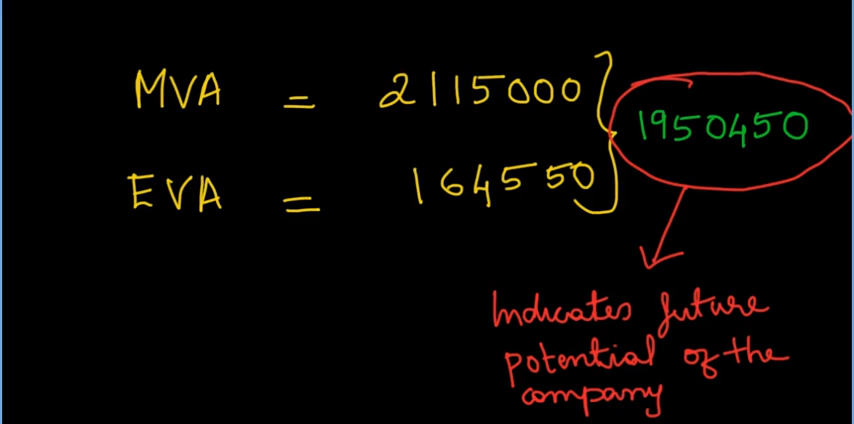 MVA = 2115000
1950450
EVA = 164550
Indicates future
potential of the
company